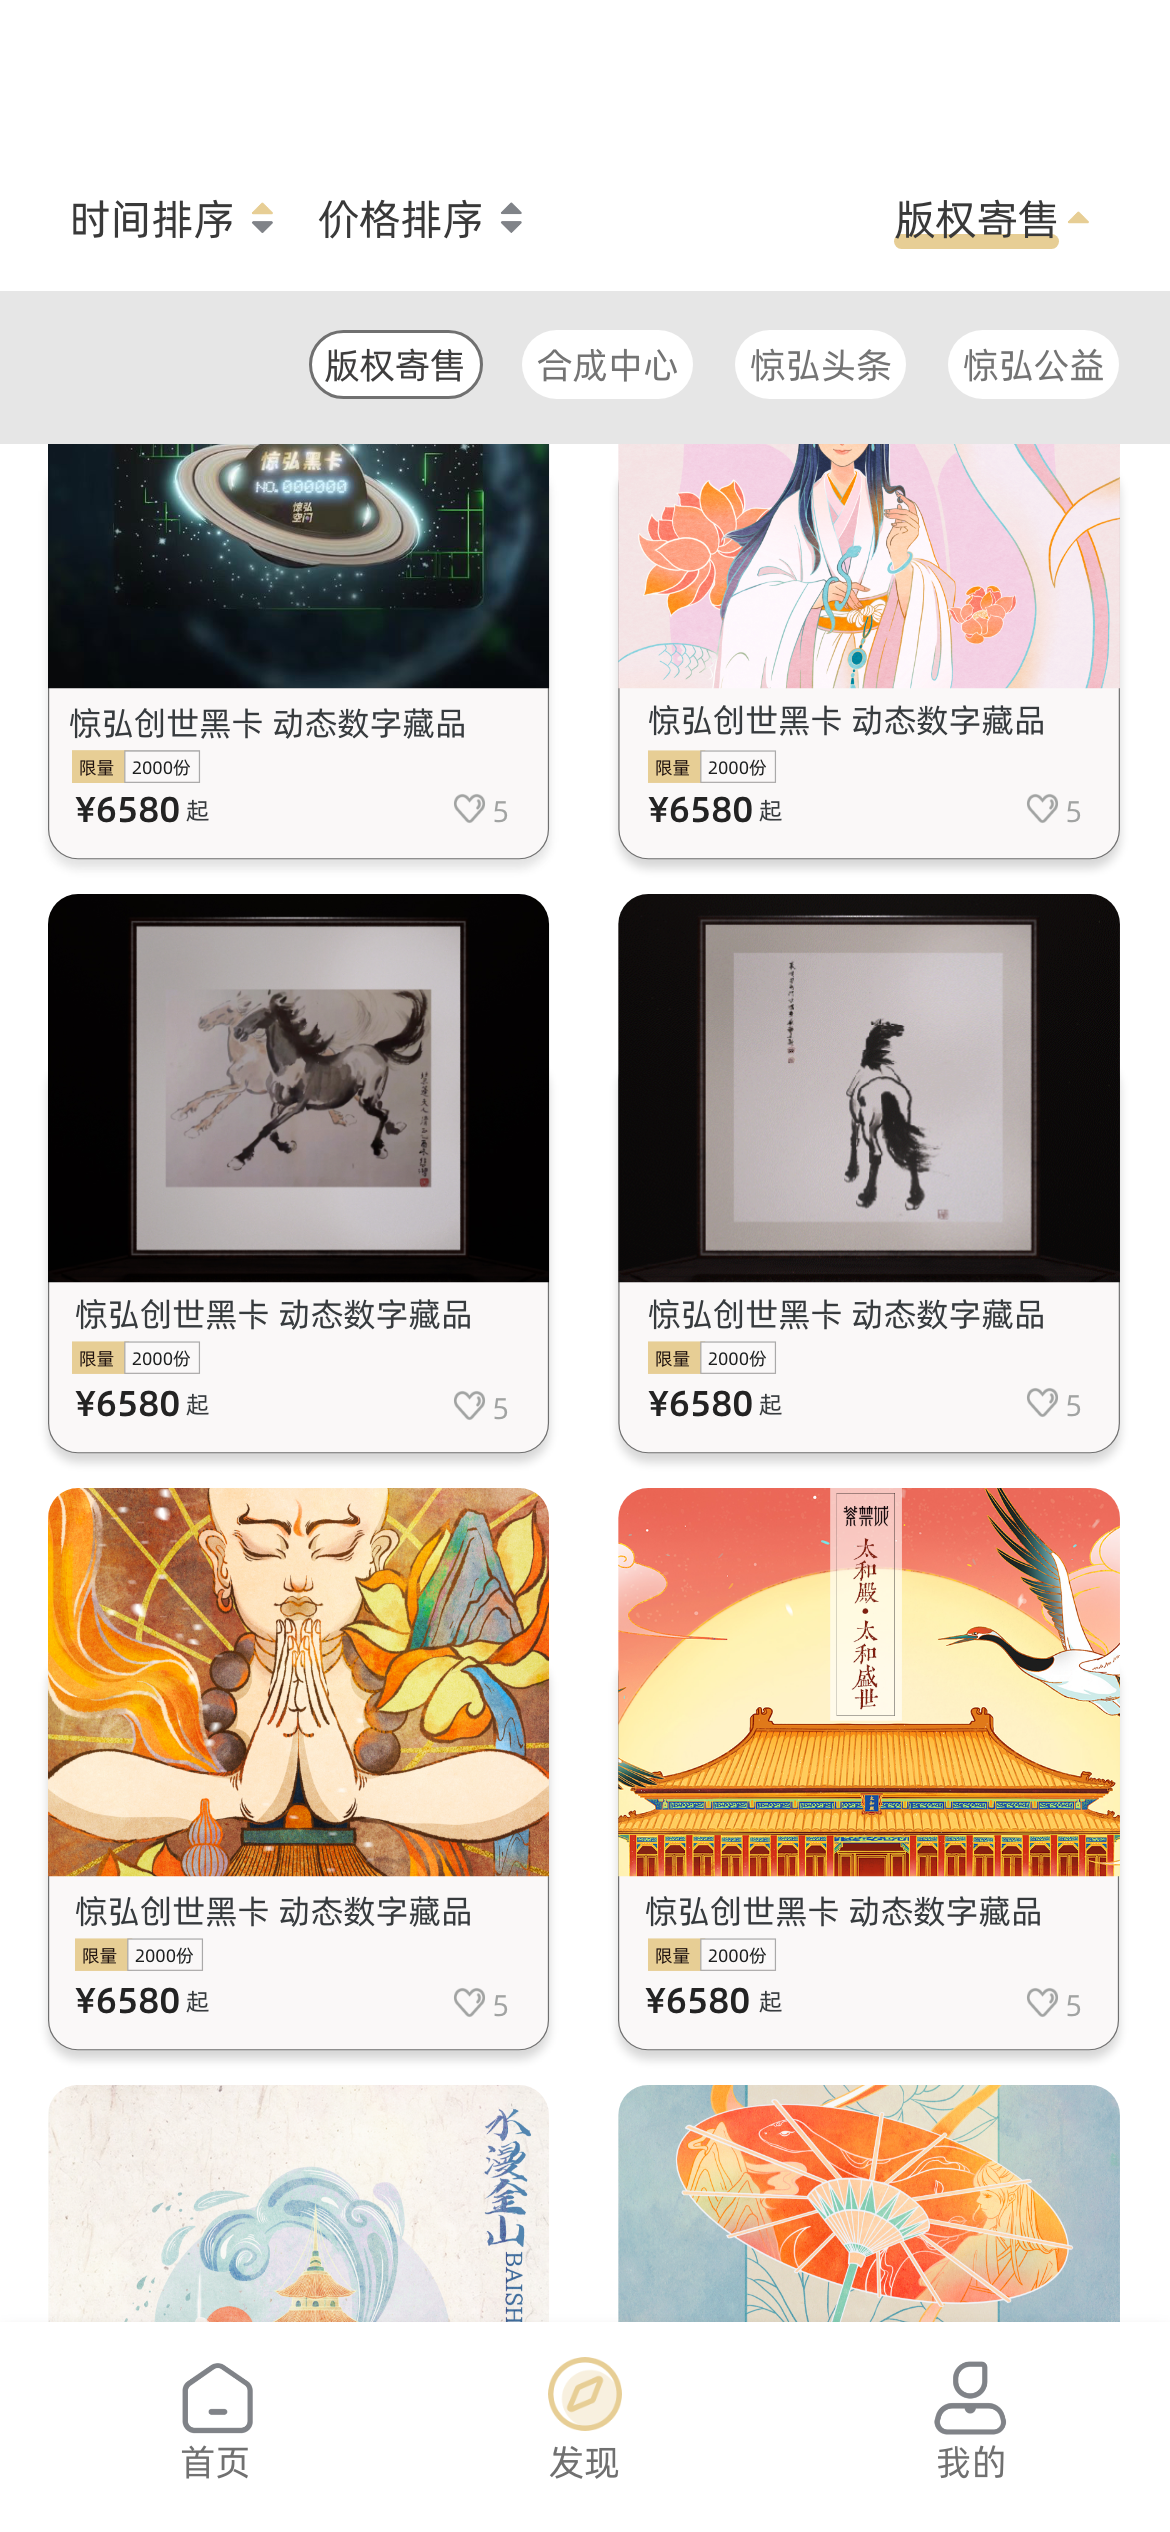 时间排序 价格排序 版权寄售
版权寄售 合成中心 惊弘头条 惊弘公益
惊弘黑卡
NO.000000
惊弘
空间
惊弘创世黑卡 动态数字藏品
限量 2000份
¥6580 起 5
惊弘创世黑卡 动态数字藏品
限量 2000份
¥6580 起 5
惊弘创世黑卡 动态数字藏品
限量 2000份
¥6580 起 5
惊弘创世黑卡 动态数字藏品
限量 2000份
¥6580 起 5
紫禁城
太和殿·太和盛世
惊弘创世黑卡 动态数字藏品
限量 2000份
¥6580 起 5
惊弘创世黑卡 动态数字藏品
限量 2000份
¥6580 起 5
水漫金山
BAISH
首页 发现 我的